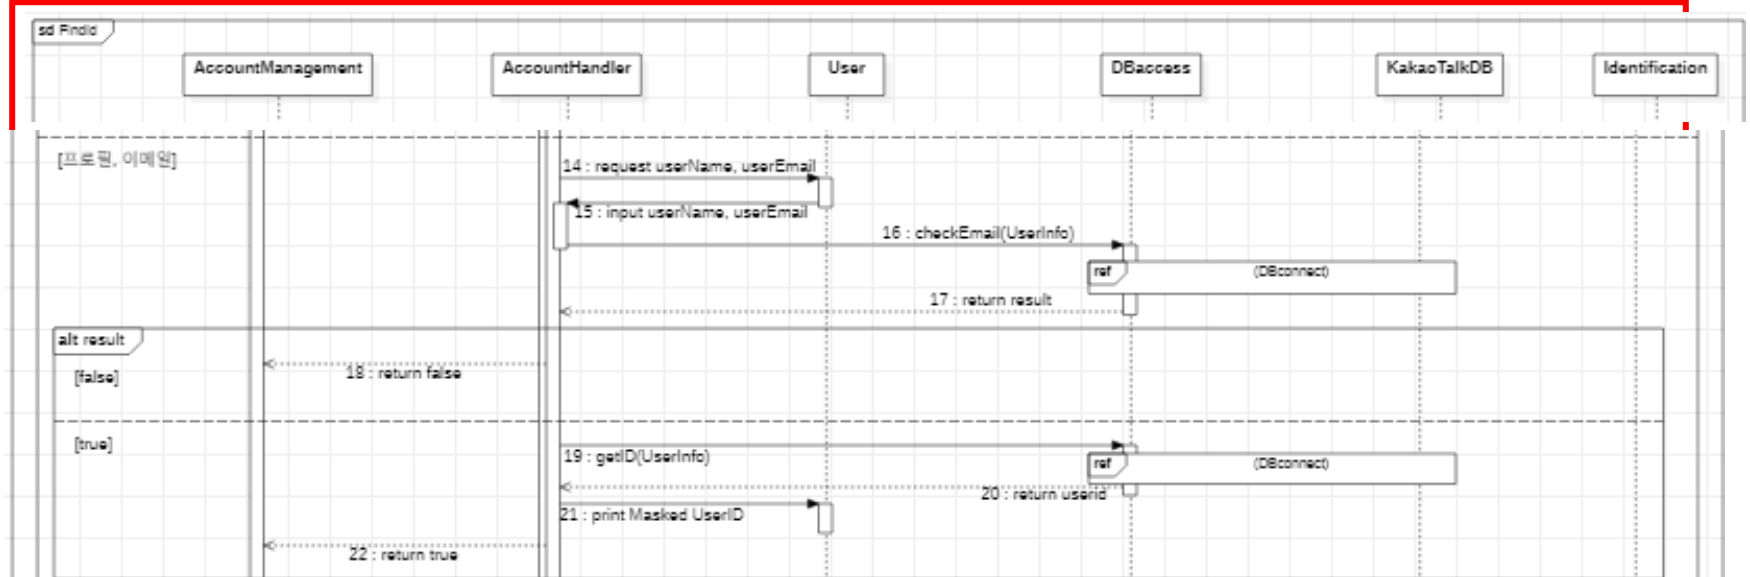 sd FindId
AccountManagement
AccountHandler
User
DBaccess
KakaoTalkDB
Identification
[프로필, 이메일]
14 : request userName, userEmail
15 : input userName, userEmail
16 : checkEmail(UserInfo)
ref
(DBconnect)
17 : return result
alt result
18 : return false
[false]
[true]
19 : getID(UserInfo)
ref
(DBconnect)
20 : return userid
21 : print Masked UserID
22 : return true